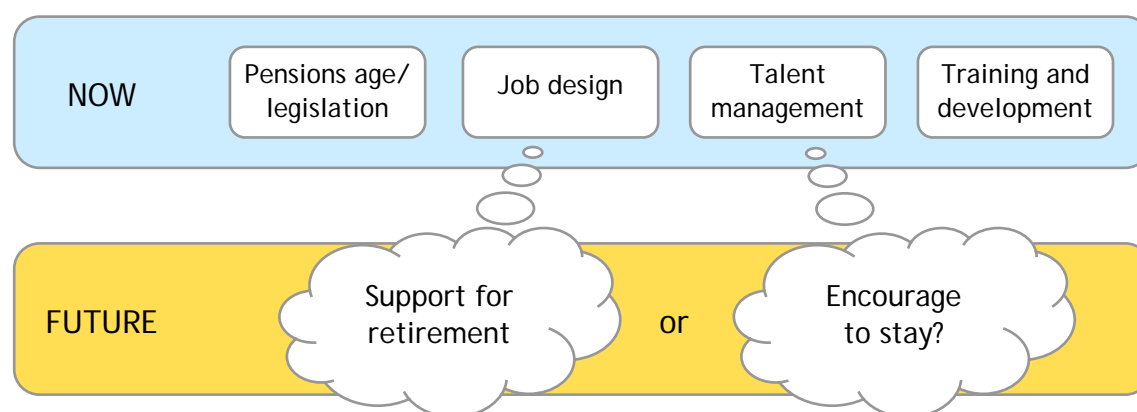 NOW
Pensions age/
legislation
Job design
Talent
management
Training and
development
FUTURE
Support for
retirement
or
Encourage
to stay?